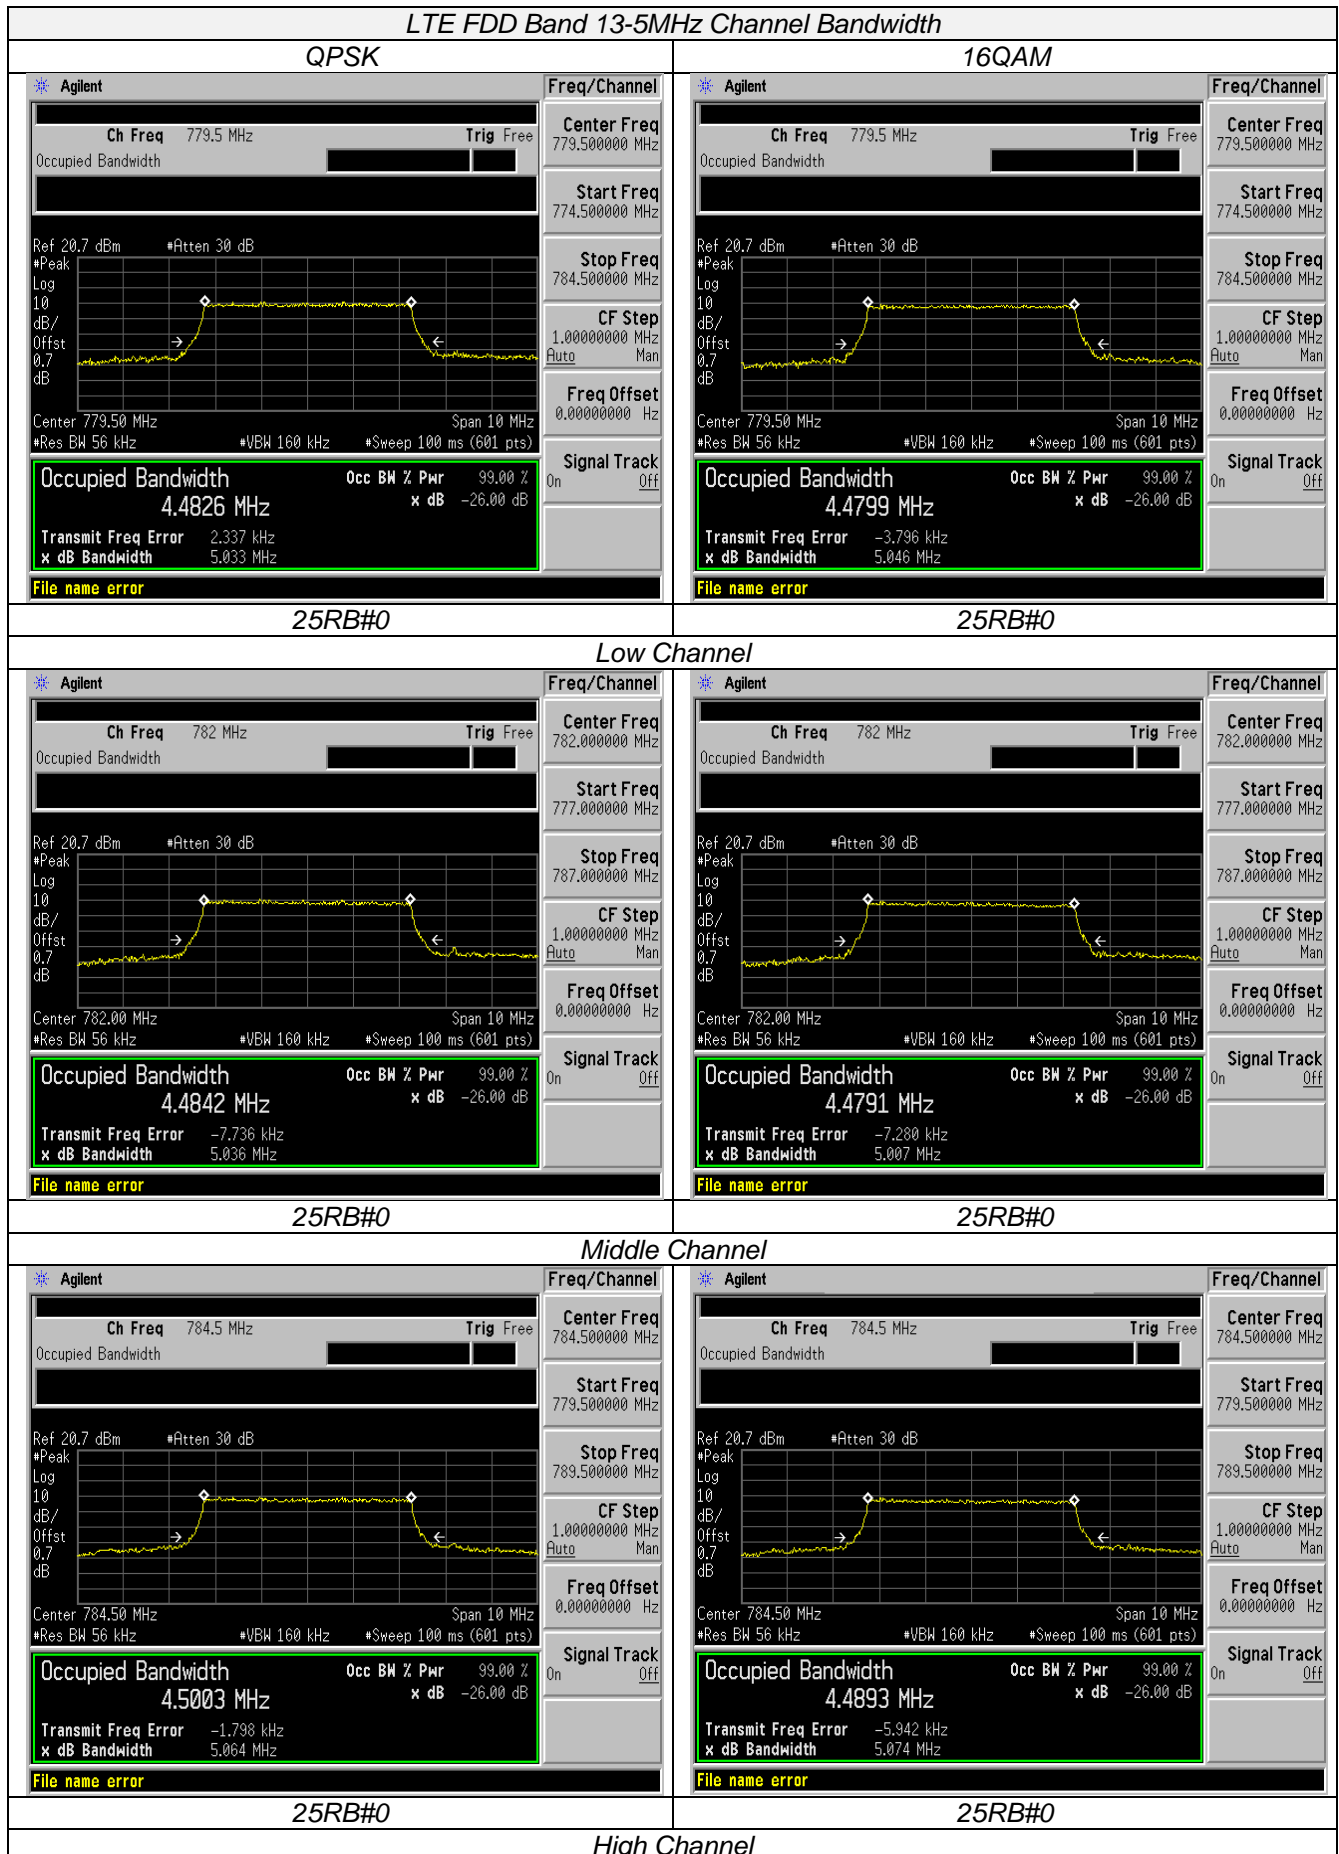 LTE FDD Band 13-5MHz Channel Bandwidth
QPSK
16QAM
Agilent
Freq/Channel
Ch Freq 779.5 MHz Trig Free
Occupied Bandwidth
Center Freq
779.500000 MHz
Start Freq
774.500000 MHz
Ref 20.7 dBm #Atten 30 dB
#Peak
Log
10
dB/
Offst
0.7
dB
Stop Freq
784.500000 MHz
CF Step
1.00000000 MHz
Auto Man
Freq Offset
0.00000000 Hz
Center 779.50 MHz Span 10 MHz
#Res BW 56 kHz #VBW 160 kHz #Sweep 100 ms (601 pts)
Signal Track
On Off
Occupied Bandwidth Occ BW % Pwr 99.00 %
4.4826 MHz x dB -26.00 dB
Transmit Freq Error 2.337 kHz
x dB Bandwidth 5.033 MHz
File name error
Agilent
Freq/Channel
Ch Freq 779.5 MHz Trig Free
Occupied Bandwidth
Center Freq
779.500000 MHz
Start Freq
774.500000 MHz
Ref 20.7 dBm #Atten 30 dB
#Peak
Log
10
dB/
Offst
0.7
dB
Stop Freq
784.500000 MHz
CF Step
1.00000000 MHz
Auto Man
Freq Offset
0.00000000 Hz
Center 779.50 MHz Span 10 MHz
#Res BW 56 kHz #VBW 160 kHz #Sweep 100 ms (601 pts)
Signal Track
On Off
Occupied Bandwidth Occ BW % Pwr 99.00 %
4.4799 MHz x dB -26.00 dB
Transmit Freq Error -3.796 kHz
x dB Bandwidth 5.046 MHz
File name error
25RB#0
25RB#0
Low Channel
Agilent
Freq/Channel
Ch Freq 782 MHz Trig Free
Occupied Bandwidth
Center Freq
782.000000 MHz
Start Freq
777.000000 MHz
Ref 20.7 dBm #Atten 30 dB
#Peak
Log
10
dB/
Offst
0.7
dB
Stop Freq
787.000000 MHz
CF Step
1.00000000 MHz
Auto Man
Freq Offset
0.00000000 Hz
Center 782.00 MHz Span 10 MHz
#Res BW 56 kHz #VBW 160 kHz #Sweep 100 ms (601 pts)
Signal Track
On Off
Occupied Bandwidth Occ BW % Pwr 99.00 %
4.4842 MHz x dB -26.00 dB
Transmit Freq Error -7.736 kHz
x dB Bandwidth 5.036 MHz
File name error
Agilent
Freq/Channel
Ch Freq 782 MHz Trig Free
Occupied Bandwidth
Center Freq
782.000000 MHz
Start Freq
777.000000 MHz
Ref 20.7 dBm #Atten 30 dB
#Peak
Log
10
dB/
Offst
0.7
dB
Stop Freq
787.000000 MHz
CF Step
1.00000000 MHz
Auto Man
Freq Offset
0.00000000 Hz
Center 782.00 MHz Span 10 MHz
#Res BW 56 kHz #VBW 160 kHz #Sweep 100 ms (601 pts)
Signal Track
On Off
Occupied Bandwidth Occ BW % Pwr 99.00 %
4.4791 MHz x dB -26.00 dB
Transmit Freq Error -7.280 kHz
x dB Bandwidth 5.007 MHz
File name error
25RB#0
25RB#0
Middle Channel
Agilent
Freq/Channel
Ch Freq 784.5 MHz Trig Free
Occupied Bandwidth
Center Freq
784.500000 MHz
Start Freq
779.500000 MHz
Ref 20.7 dBm #Atten 30 dB
#Peak
Log
10
dB/
Offst
0.7
dB
Stop Freq
789.500000 MHz
CF Step
1.00000000 MHz
Auto Man
Freq Offset
0.00000000 Hz
Center 784.50 MHz Span 10 MHz
#Res BW 56 kHz #VBW 160 kHz #Sweep 100 ms (601 pts)
Signal Track
On Off
Occupied Bandwidth Occ BW % Pwr 99.00 %
4.5003 MHz x dB -26.00 dB
Transmit Freq Error -1.798 kHz
x dB Bandwidth 5.064 MHz
File name error
Agilent
Freq/Channel
Ch Freq 784.5 MHz Trig Free
Occupied Bandwidth
Center Freq
784.500000 MHz
Start Freq
779.500000 MHz
Ref 20.7 dBm #Atten 30 dB
#Peak
Log
10
dB/
Offst
0.7
dB
Stop Freq
789.500000 MHz
CF Step
1.00000000 MHz
Auto Man
Freq Offset
0.00000000 Hz
Center 784.50 MHz Span 10 MHz
#Res BW 56 kHz #VBW 160 kHz #Sweep 100 ms (601 pts)
Signal Track
On Off
Occupied Bandwidth Occ BW % Pwr 99.00 %
4.4893 MHz x dB -26.00 dB
Transmit Freq Error -5.942 kHz
x dB Bandwidth 5.074 MHz
File name error
25RB#0
25RB#0
High Channel